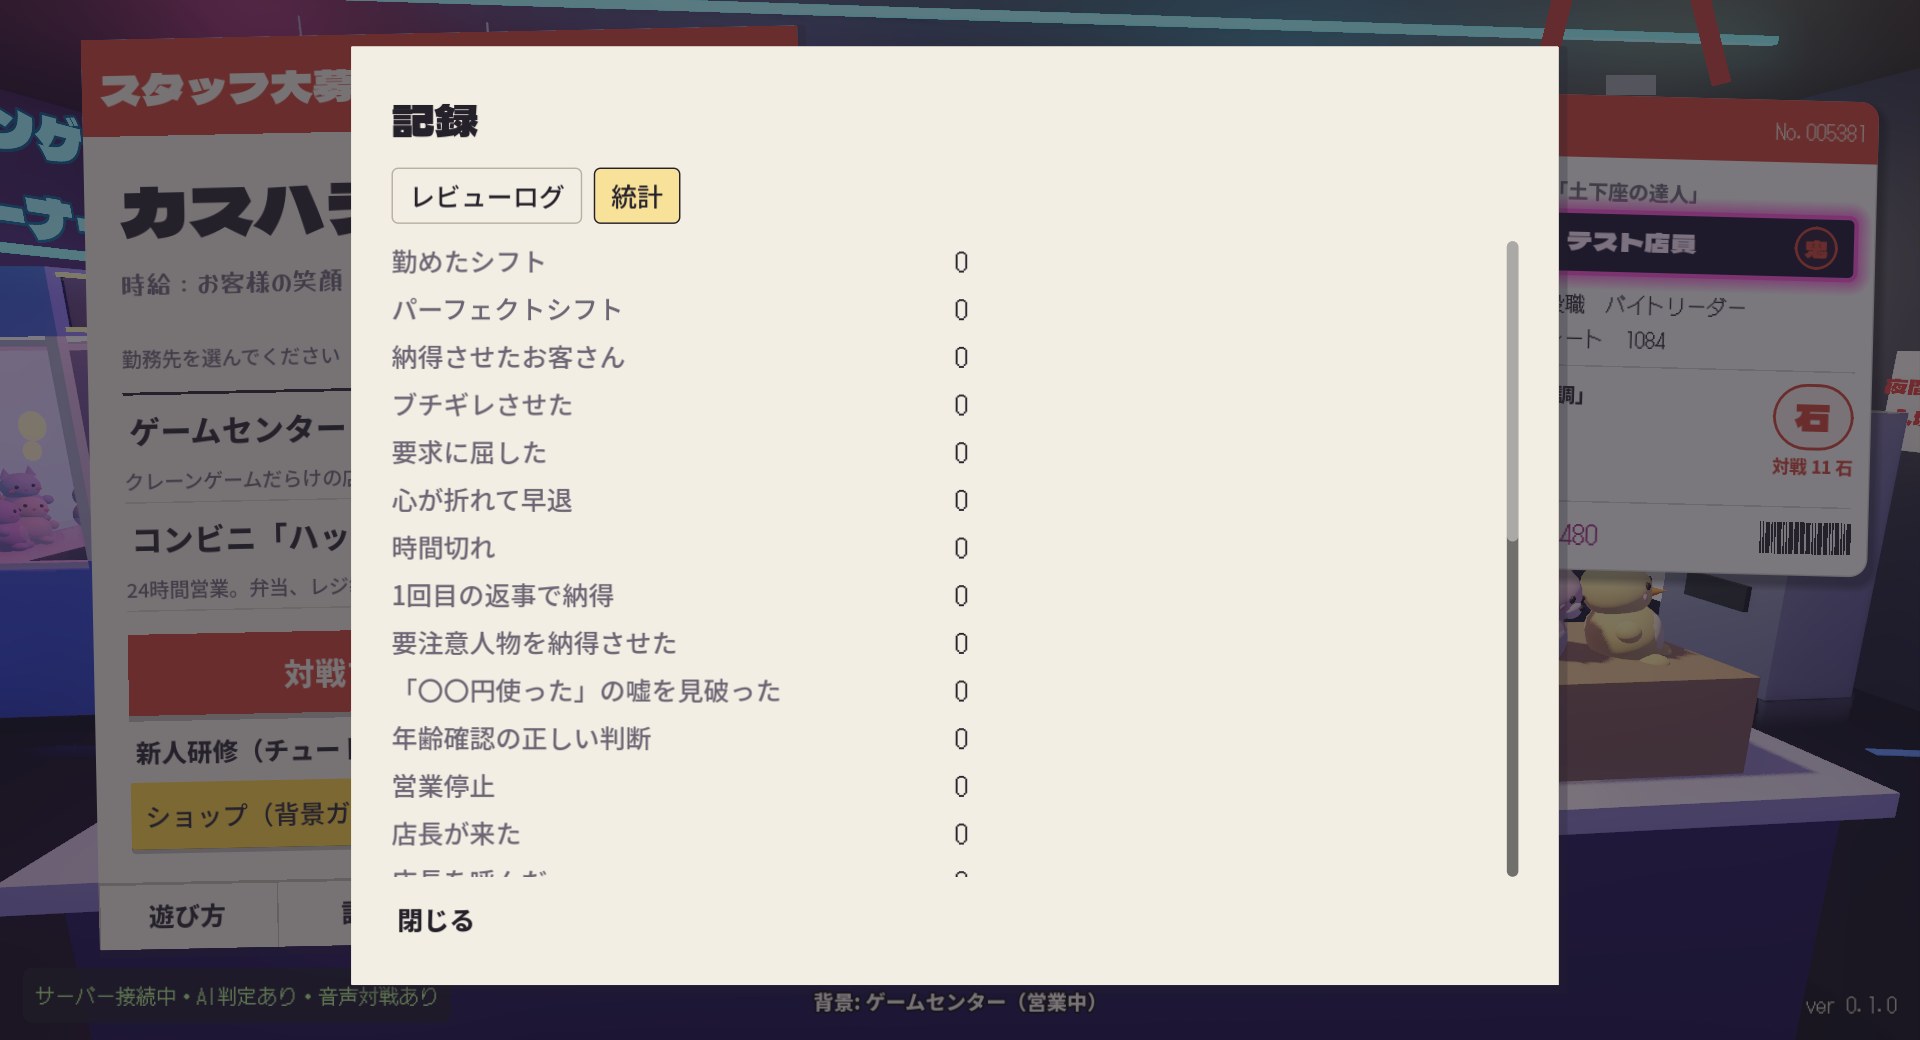 スタッフ大募
カスハラ
時給：お客様の笑顔
勤務先を選んでください
ゲームセンター
クレーンゲームだらけの店
コンビニ「ハッ
24時間営業。弁当、レジ
対戦
新人研修（チュート
ショップ（背景ガ
遊び方
サーバー接続中・AI判定あり・音声対戦あり
記録
レビューログ
統計
勤めたシフト 0
パーフェクトシフト 0
納得させたお客さん 0
ブチギレさせた 0
要求に屈した 0
心が折れて早退 0
時間切れ 0
1回目の返事で納得 0
要注意人物を納得させた 0
「〇〇円使った」の嘘を見破った 0
年齢確認の正しい判断 0
営業停止 0
店長が来た 0
店長を呼んだ 0
閉じる
背景: ゲームセンター（営業中）
No. 005381
「土下座の達人」
テスト店員
役職 バイトリーダー
ート 1084
調」
石
対戦 11 石
480
ver 0.1.0